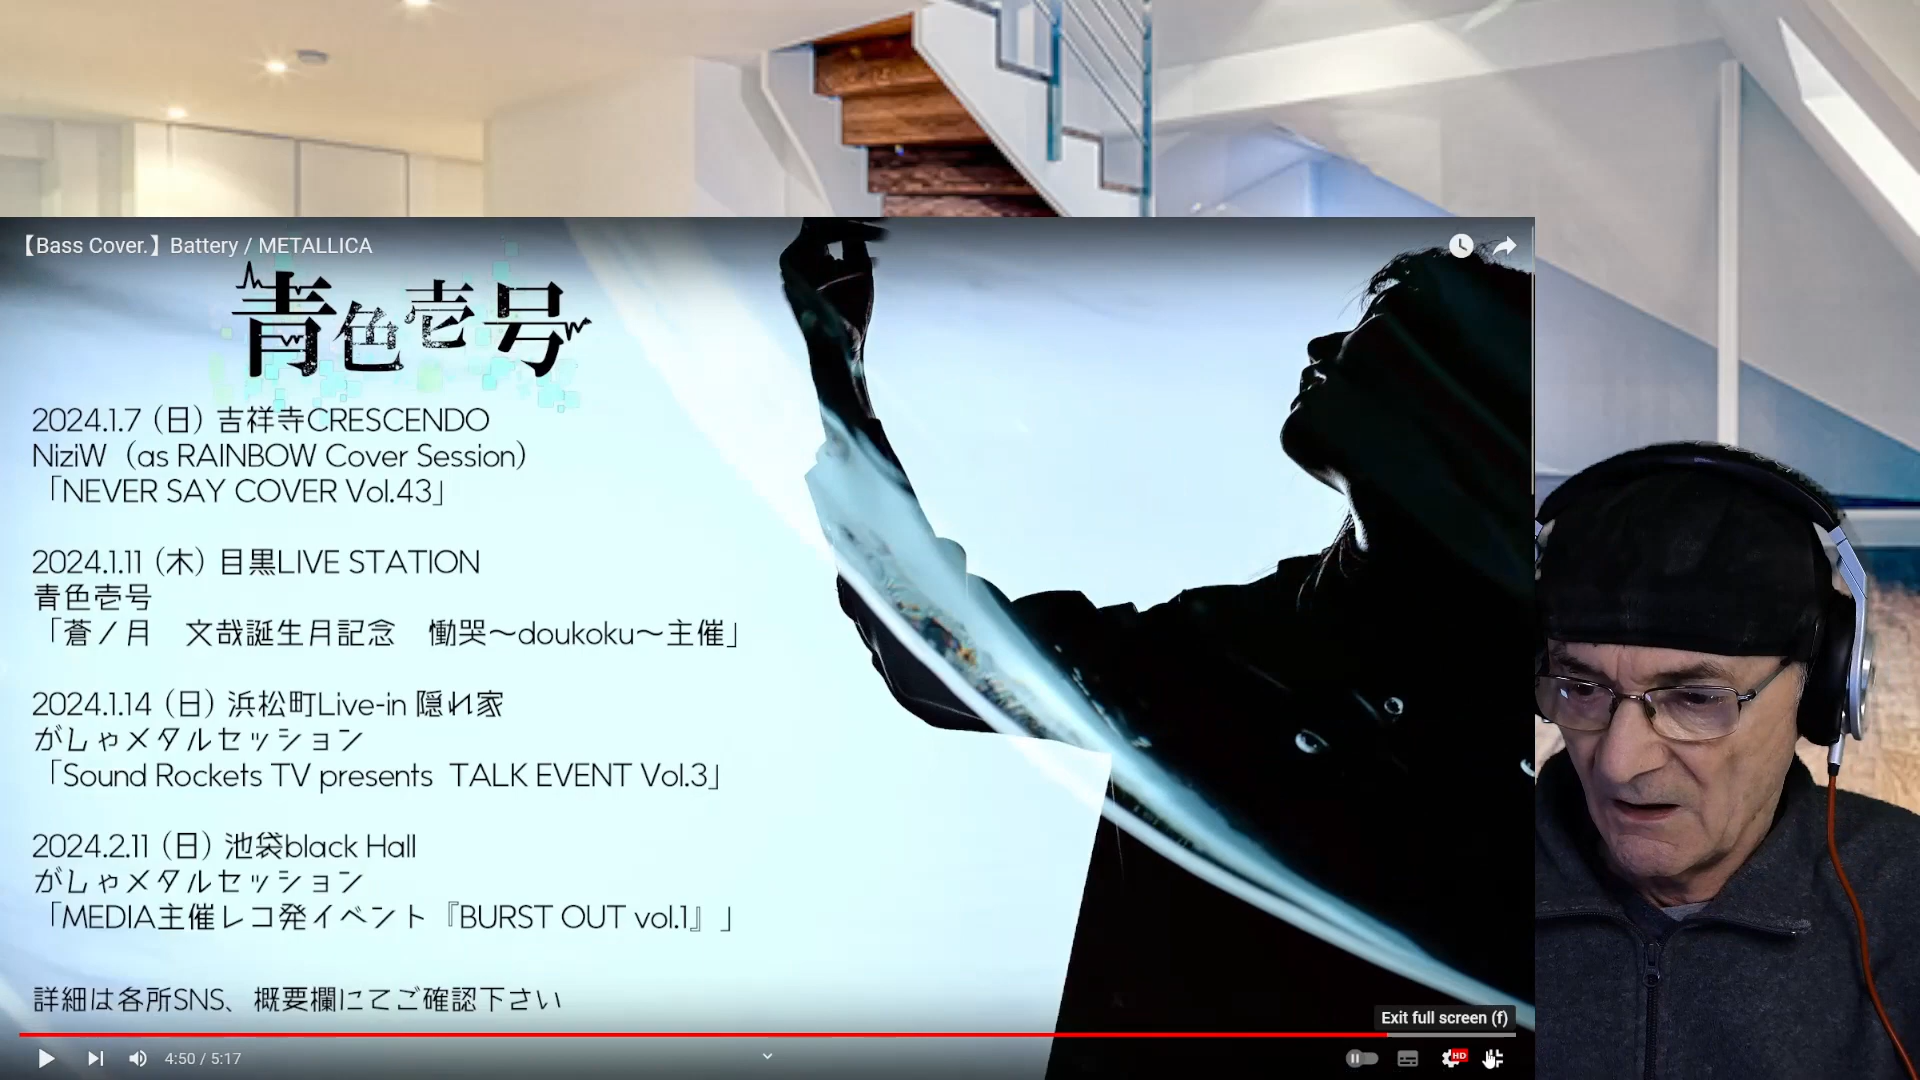 【Bass Cover.】Battery / METALLICA
青色壱号
2024.1.7 (日) 吉祥寺CRESCENDO
NiziW (as RAINBOW Cover Session)
「NEVER SAY COVER Vol.43」
2024.1.11 (木) 目黒LIVE STATION
青色壱号
「蒼ノ月　文哉誕生月記念　慟哭～doukoku～主催」
2024.1.14 (日) 浜松町Live-in 隠れ家
がしゃメタルセッション
「Sound Rockets TV presents TALK EVENT Vol.3」
2024.2.11 (日) 池袋black Hall
がしゃメタルセッション
「MEDIA主催レコ発イベント『BURST OUT vol.1』」
詳細は各所SNS、概要欄にてご確認下さい
Exit full screen (f)
4:50 / 5:17
HD